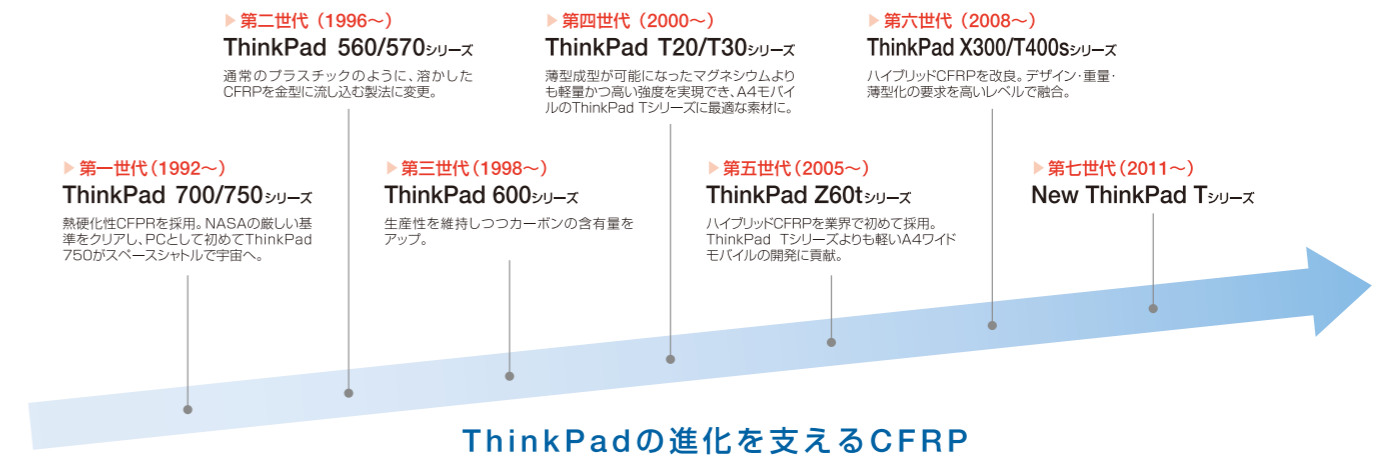 ▶ 第二世代（1996〜）
ThinkPad 560/570シリーズ
通常のプラスチックのように、溶かした
CFRPを金型に流し込む製法に変更。
▶ 第四世代（2000〜）
ThinkPad T20/T30シリーズ
薄型成型が可能になったマグネシウムより
も軽量かつ高い強度を実現でき、A4モバイ
ルのThinkPad Tシリーズに最適な素材に。
▶ 第六世代（2008〜）
ThinkPad X300/T400sシリーズ
ハイブリッドCFRPを改良。デザイン・重量・
薄型化の要求を高いレベルで融合。
▶ 第一世代（1992〜）
ThinkPad 700/750シリーズ
熱硬化性CFPRを採用。NASAの厳しい基
準をクリアし、PCとして初めてThinkPad
750がスペースシャトルで宇宙へ。
▶ 第三世代（1998〜）
ThinkPad 600シリーズ
生産性を維持しつつカーボンの含有量を
アップ。
▶ 第五世代（2005〜）
ThinkPad Z60tシリーズ
ハイブリッドCFRPを業界で初めて採用。
ThinkPad Tシリーズよりも軽いA4ワイド
モバイルの開発に貢献。
▶ 第七世代（2011〜）
New ThinkPad Tシリーズ
ThinkPadの進化を支えるCFRP